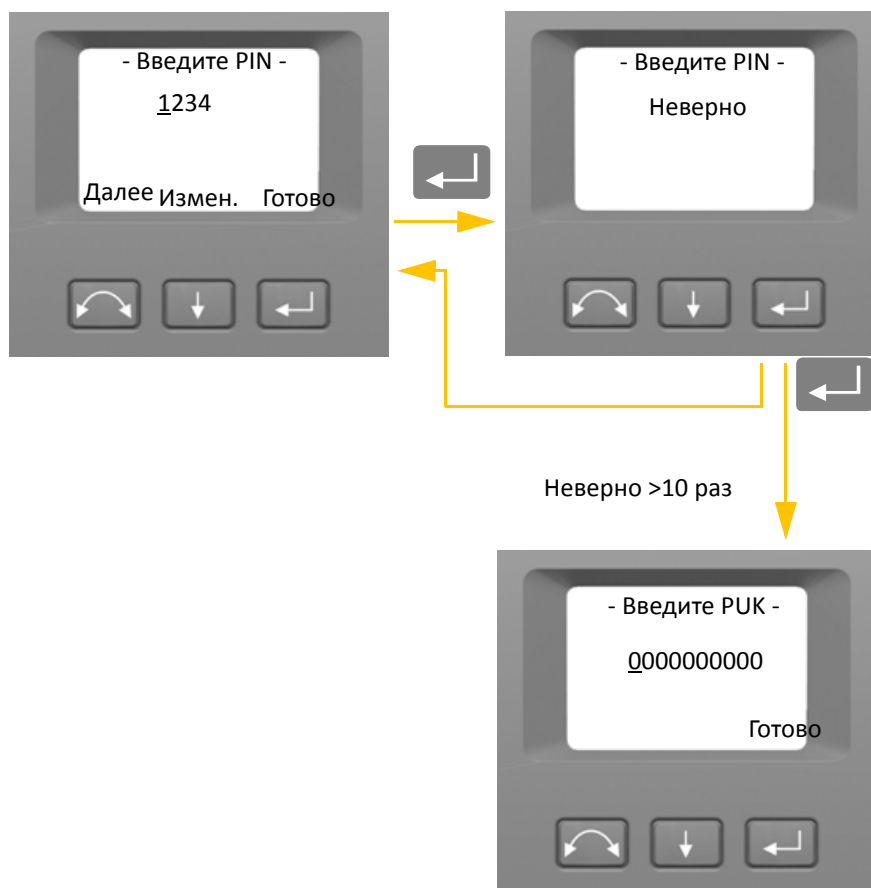 - Введите PIN -
1234
Далее Измен. Готово
- Введите PIN -
Неверно
Неверно >10 раз
- Введите PUK -
0000000000
Готово